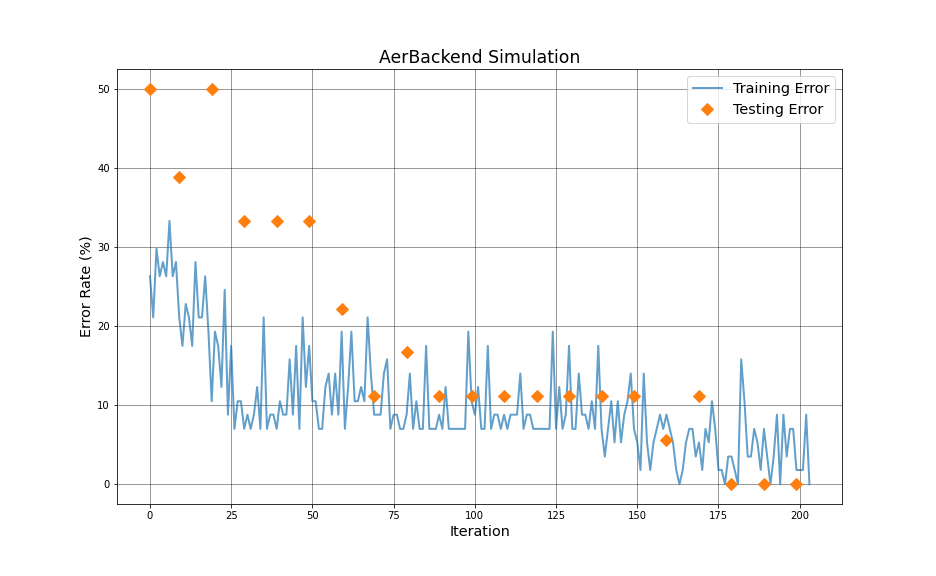 AerBackend Simulation
Training Error
Testing Error
Error Rate (%)
50
40
30
20
10
0
0 25 50 75 100 125 150 175 200
Iteration